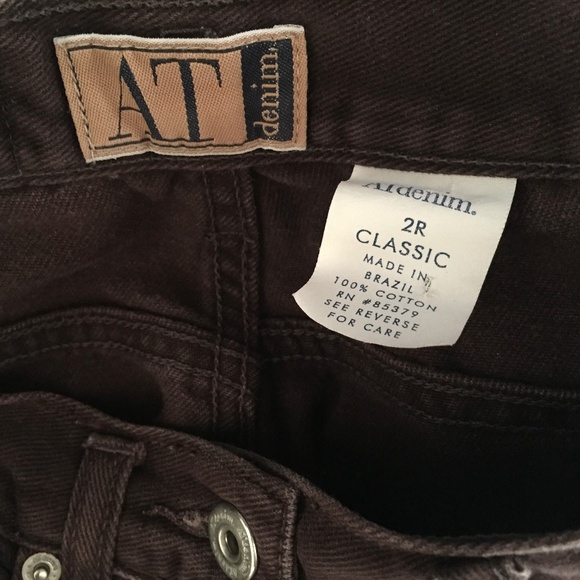 AT denim.
ATdenim.
2R
CLASSIC
MADE IN
BRAZIL
100% COTTON
RN #85379
SEE REVERSE
FOR CARE